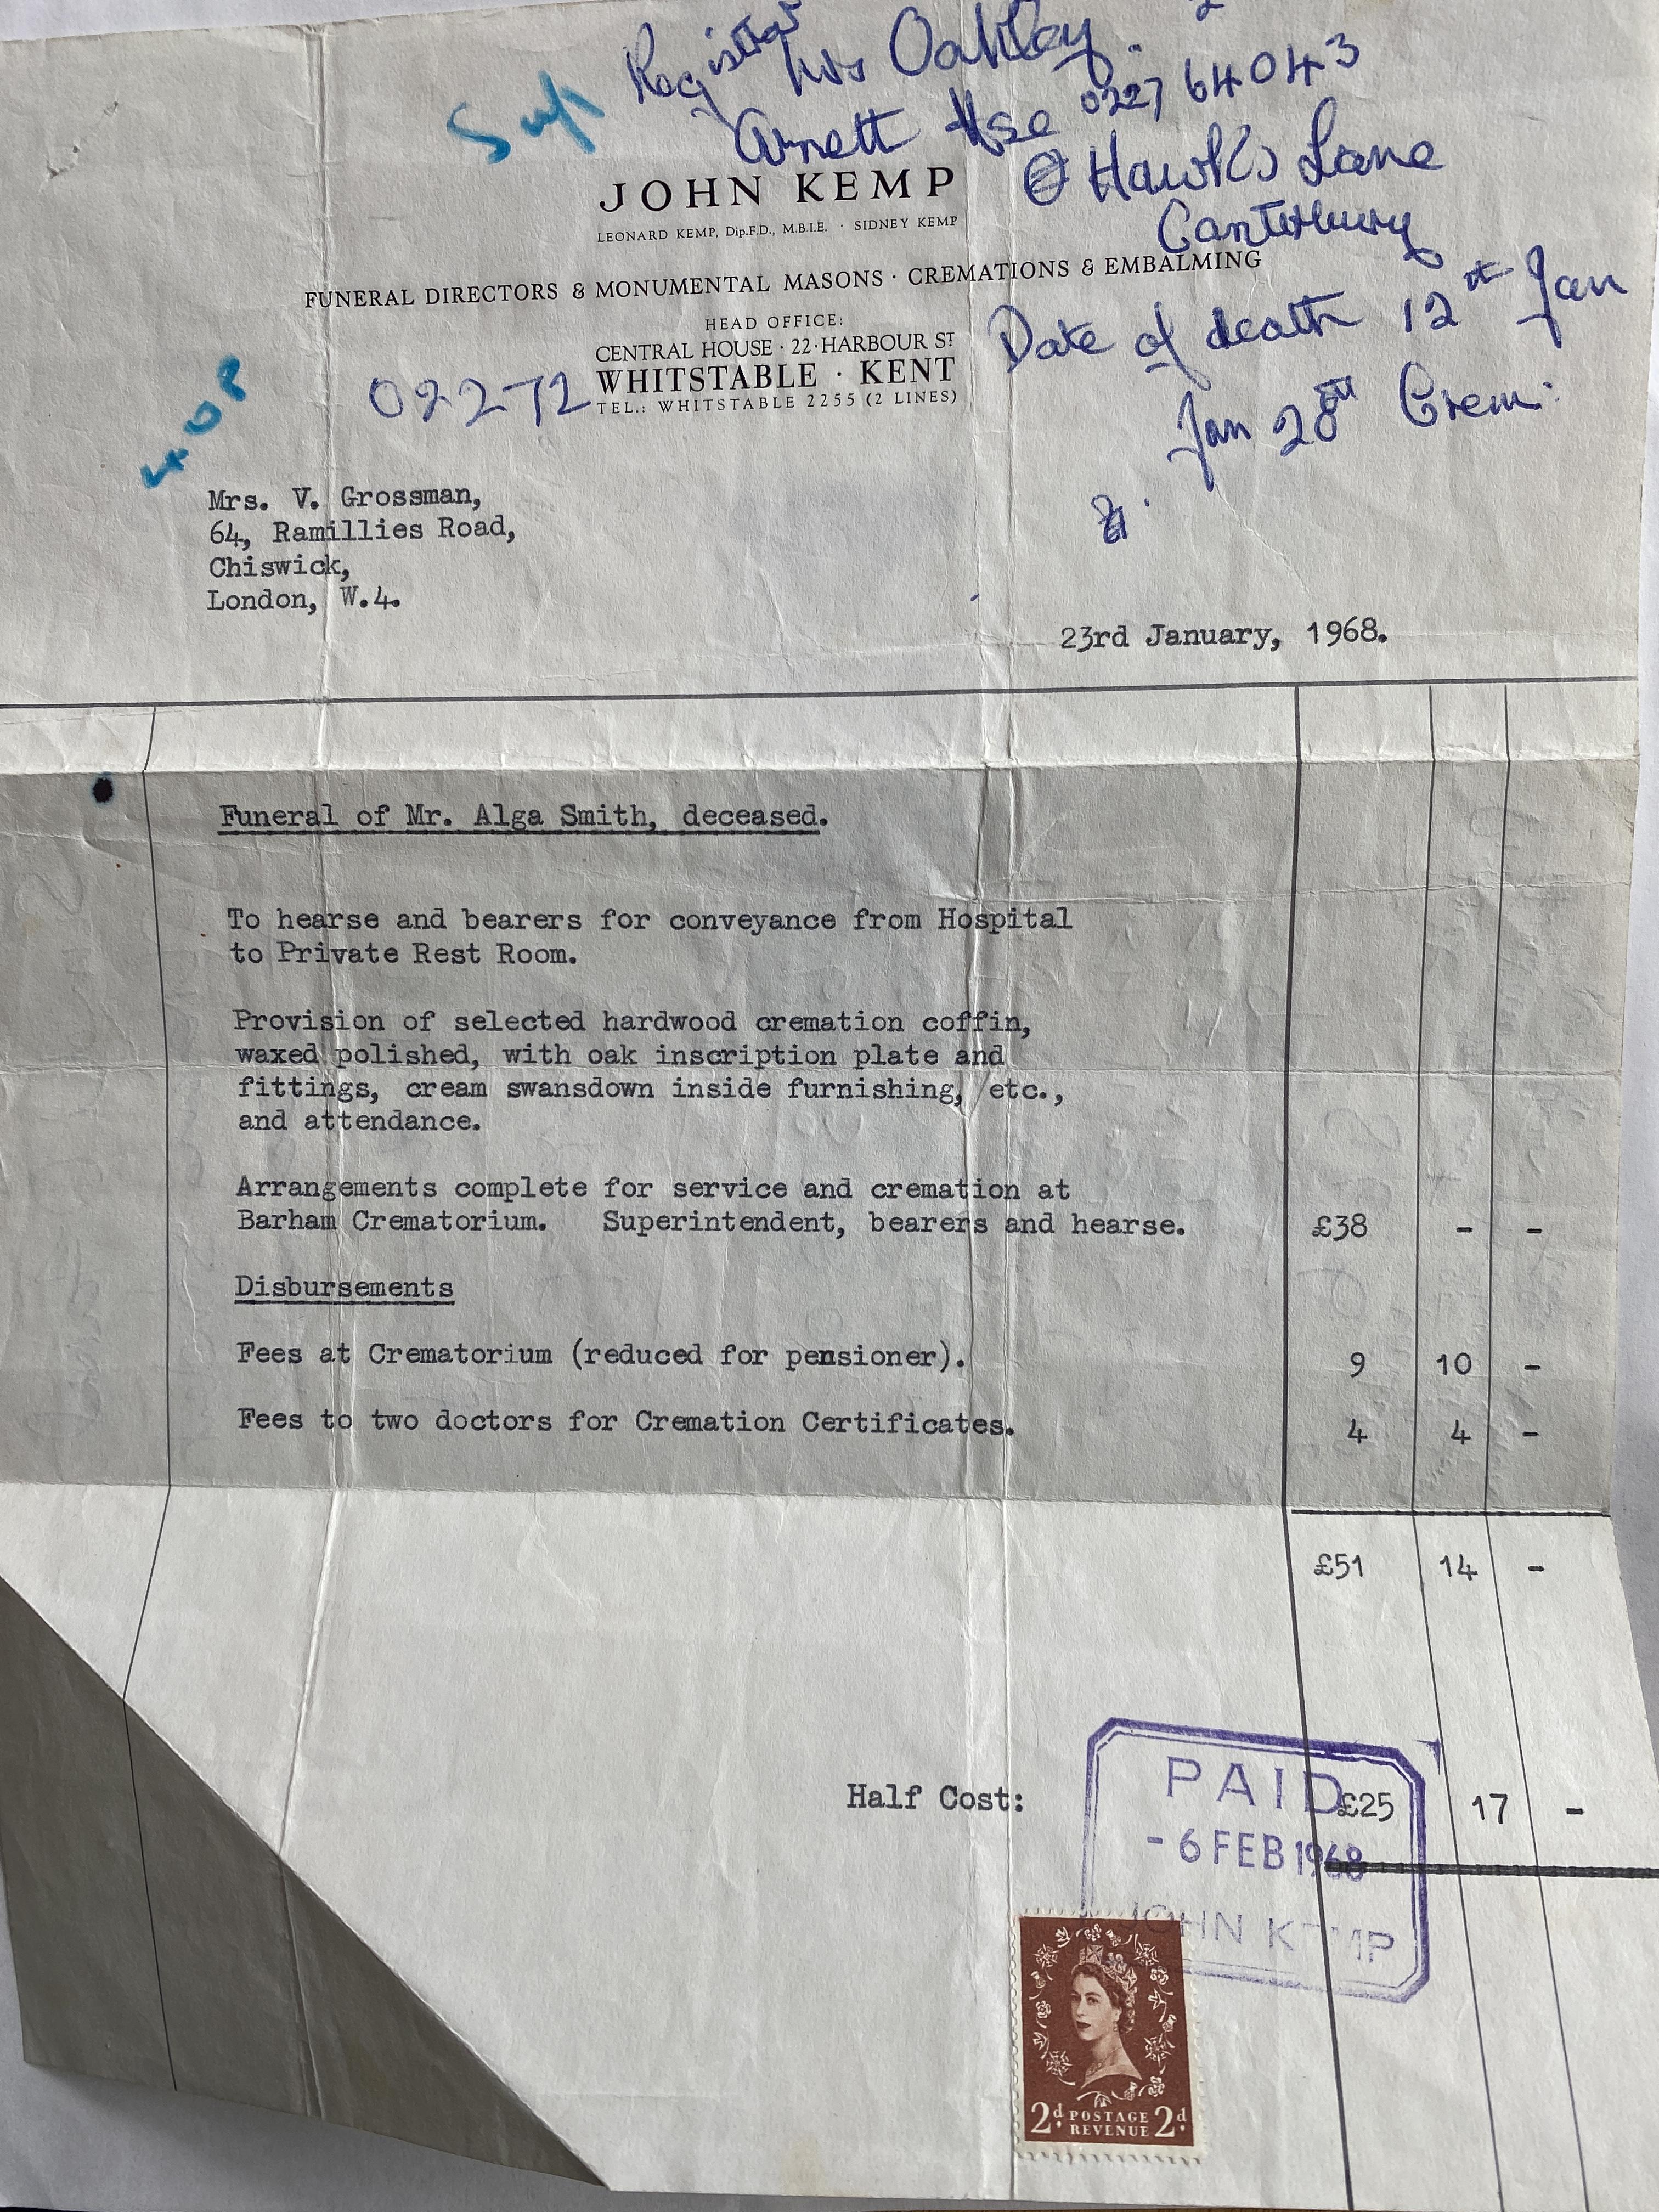 Registrar Mrs Oakley.
Arnett Hse 0227 64043
Hawks Lane
Canterbury
JOHN KEMP
LEONARD KEMP, Dip.F.D., M.B.I.E. · SIDNEY KEMP
FUNERAL DIRECTORS & MONUMENTAL MASONS · CREMATIONS & EMBALMING
HEAD OFFICE:
CENTRAL HOUSE · 22 · HARBOUR ST
WHITSTABLE · KENT
TEL.: WHITSTABLE 2255 (2 LINES)
02272
408
Date of death 12th Jan
Jan 20th Crem:
Mrs. V. Grossman,
64, Ramillies Road,
Chiswick,
London, W.4.
23rd January, 1968.
Funeral of Mr. Alga Smith, deceased.
To hearse and bearers for conveyance from Hospital
to Private Rest Room.
Provision of selected hardwood cremation coffin,
waxed polished, with oak inscription plate and
fittings, cream swansdown inside furnishing, etc.,
and attendance.
Arrangements complete for service and cremation at
Barham Crematorium. Superintendent, bearers and hearse. £38 - -
Disbursements
Fees at Crematorium (reduced for pensioner). 9 10 -
Fees to two doctors for Cremation Certificates. 4 4 -
£51 14 -
Half Cost: £25 17 -
PAID
- 6 FEB 1968
JOHN KEMP
2d POSTAGE REVENUE 2d